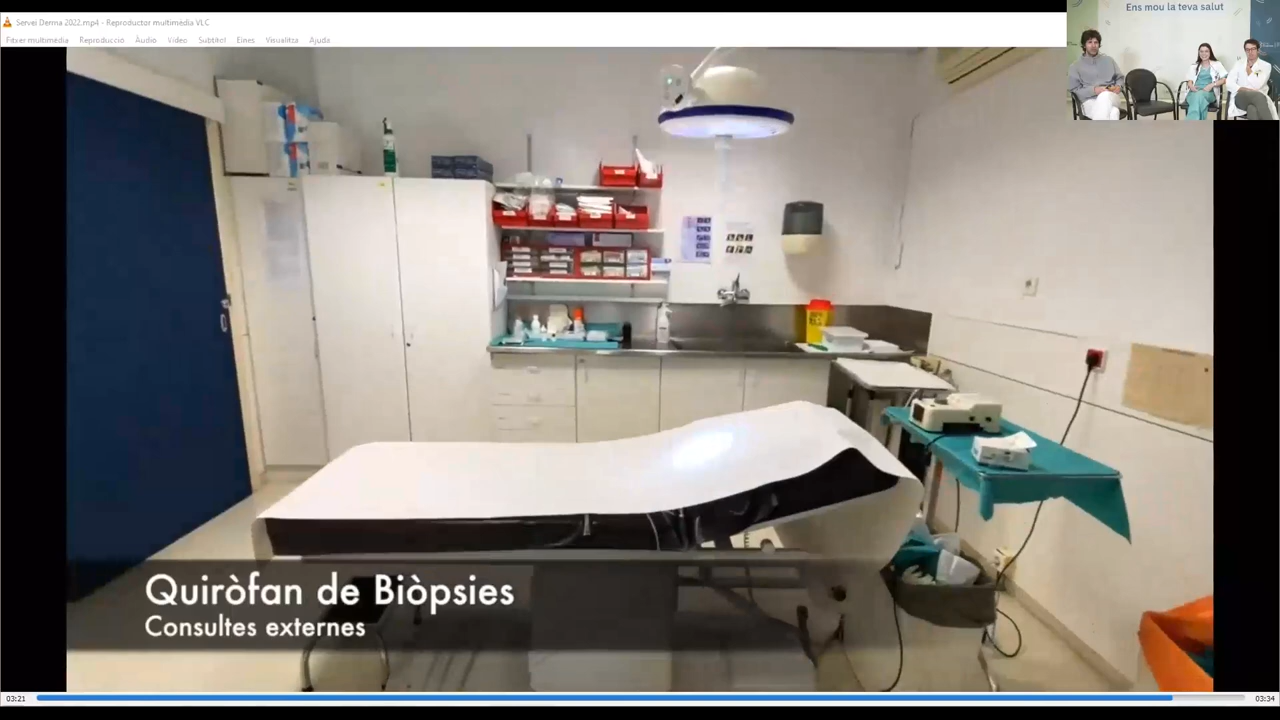 Servei Derma 2022.mp4 - Reproductor multimèdia VLC
Fitxer multimèdia Reproducció Àudio Vídeo Subtítol Eines Visualitza Ajuda
Ens mou la teva salut
Quiròfan de Biòpsies
Consultes externes
03:21
03:34